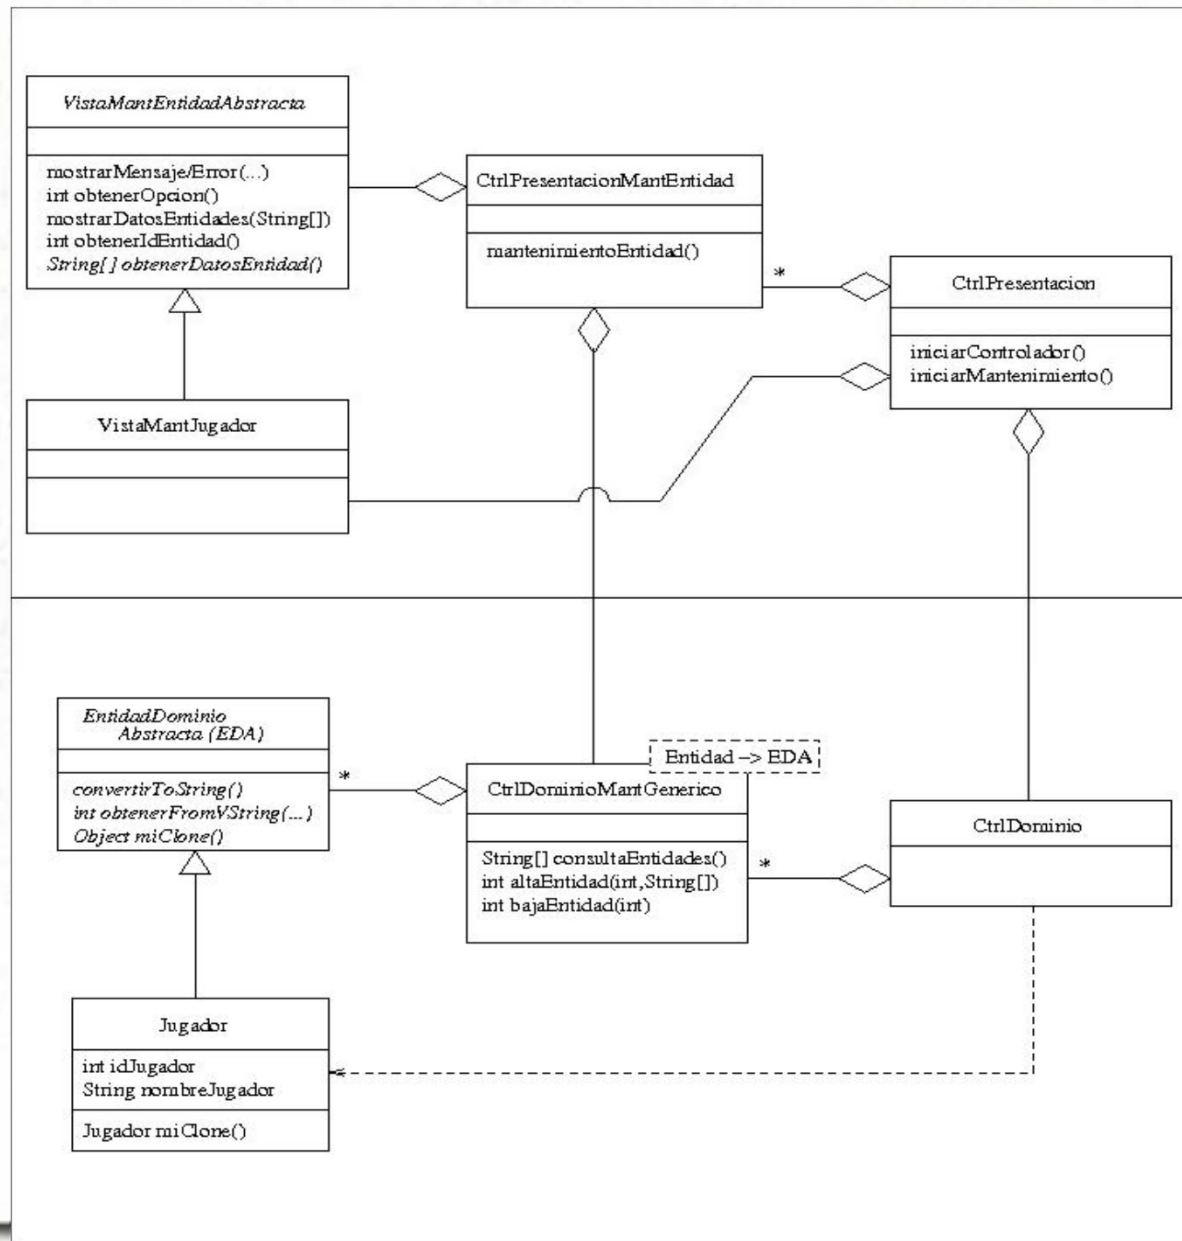 VistaMantEntidadAbstracta
mostrarMensaje/Error(...)
int obtenerOpcion()
mostrarDatosEntidades(String[])
int obtenerIdEntidad()
String[] obtenerDatosEntidad()
CtrlPresentacionMantEntidad
mantenimientoEntidad()
*
CtrlPresentacion
iniciarControlador()
iniciarMantenimiento()
VistaMantJugador
EntidadDominio
Abstracta (EDA)
convertirToString()
int obtenerFromVString(...)
Object miClone()
*
Entidad -> EDA
CtrlDominioMantGenerico
String[] consultaEntidades()
int altaEntidad(int,String[])
int bajaEntidad(int)
*
CtrlDominio
Jugador
int idJugador
String nombreJugador
Jugador miClone()